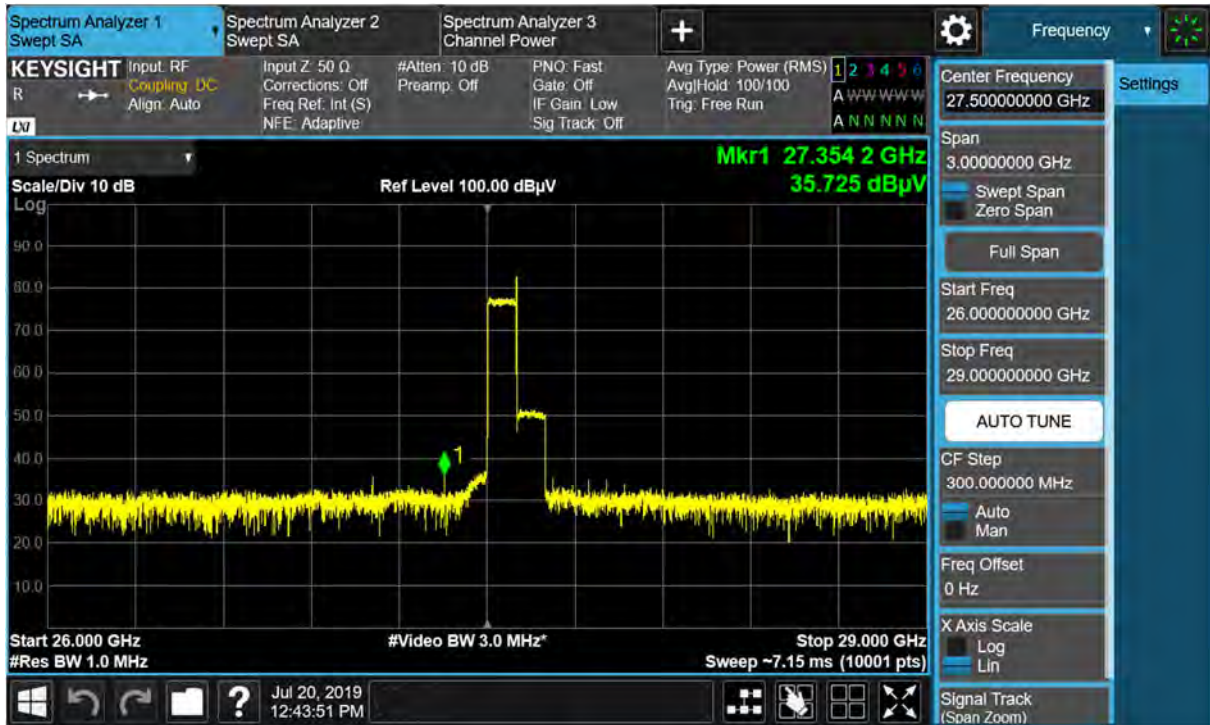 Spectrum Analyzer 1
Swept SA
Spectrum Analyzer 2
Swept SA
Spectrum Analyzer 3
Channel Power
+
Frequency
KEYSIGHT
R
LXI
Input: RF
Coupling: DC
Align: Auto
Input Z: 50 Ω
Corrections: Off
Freq Ref: Int (S)
NFE: Adaptive
#Atten: 10 dB
Preamp: Off
PNO: Fast
Gate: Off
IF Gain: Low
Sig Track: Off
Avg Type: Power (RMS)
Avg|Hold: 100/100
Trig: Free Run
1 2 3 4 5 6
A W W W W W
A N N N N N
1 Spectrum
Scale/Div 10 dB
Ref Level 100.00 dBµV
Mkr1 27.354 2 GHz
35.725 dBµV
Log
90.0
80.0
70.0
60.0
50.0
40.0
30.0
20.0
10.0
1
Start 26.000 GHz
#Res BW 1.0 MHz
#Video BW 3.0 MHz*
Stop 29.000 GHz
Sweep ~7.15 ms (10001 pts)
Center Frequency
27.500000000 GHz
Settings
Span
3.00000000 GHz
Swept Span
Zero Span
Full Span
Start Freq
26.000000000 GHz
Stop Freq
29.000000000 GHz
AUTO TUNE
CF Step
300.000000 MHz
Auto
Man
Freq Offset
0 Hz
X Axis Scale
Log
Lin
Signal Track
(Span Zoom)
?
Jul 20, 2019
12:43:51 PM